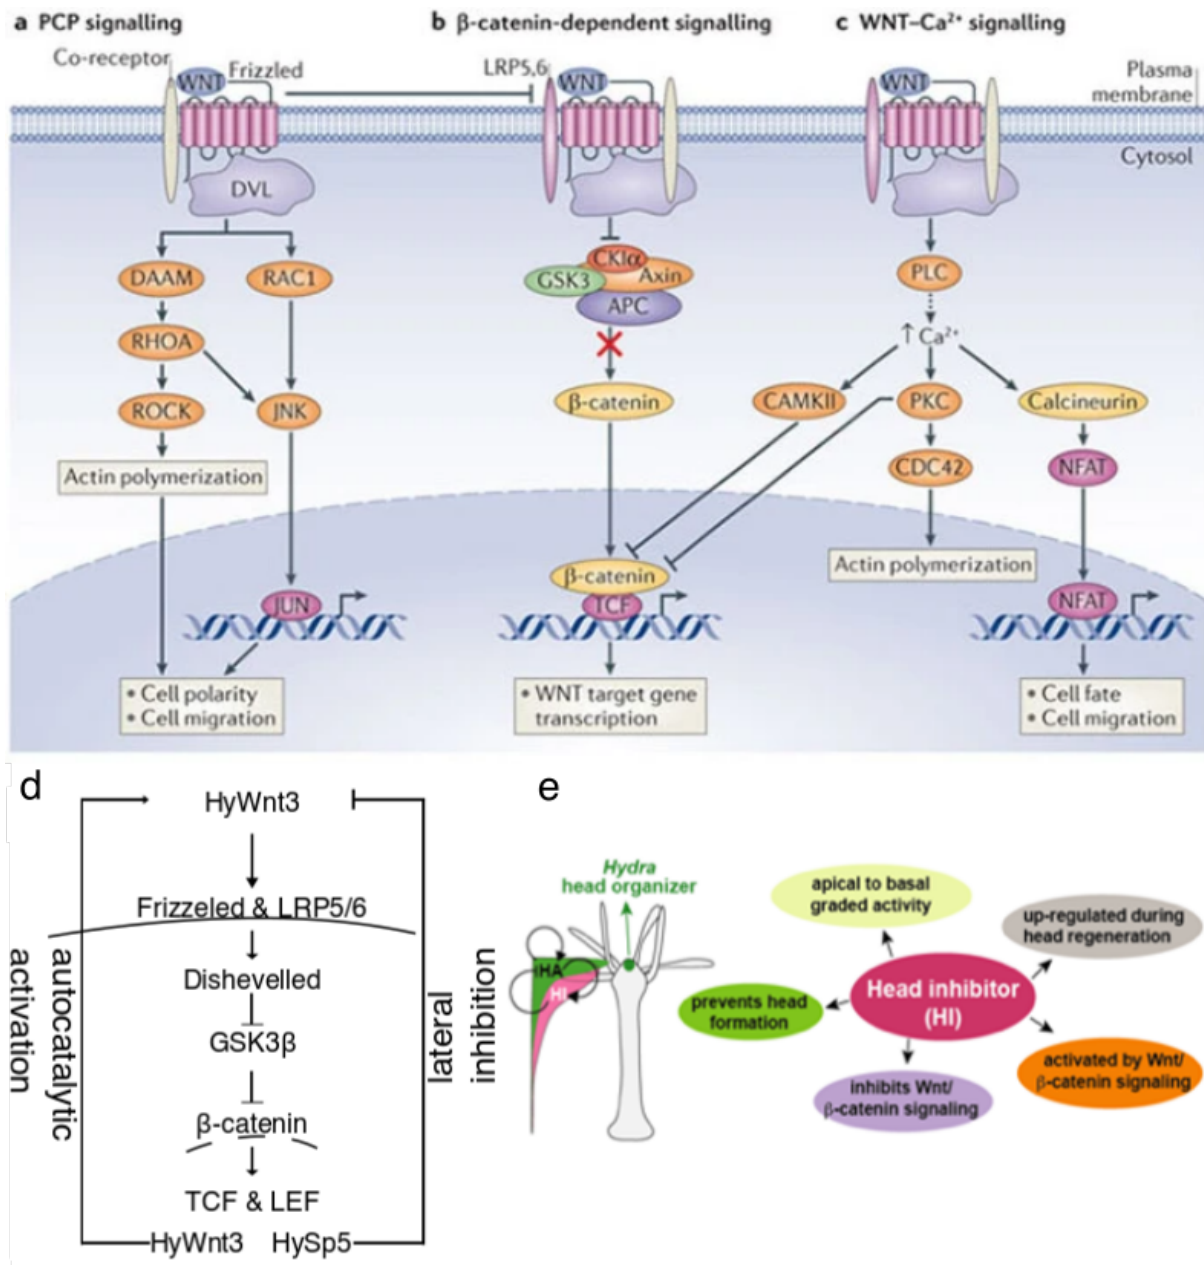 a PCP signalling
b β-catenin-dependent signalling
c WNT–Ca²⁺ signalling
Co-receptor
WNT
Frizzled
LRP5,6
WNT
WNT
Plasma
membrane
Cytosol
DVL
DAAM
RAC1
RHOA
ROCK
JNK
Actin polymerization
JUN
• Cell polarity
• Cell migration
CKIα
GSK3
Axin
APC
β-catenin
β-catenin
TCF
• WNT target gene
transcription
PLC
↑ Ca²⁺
CAMKII
PKC
Calcineurin
CDC42
NFAT
Actin polymerization
NFAT
• Cell fate
• Cell migration
d
HyWnt3
Frizzeled & LRP5/6
Dishevelled
GSK3β
β-catenin
TCF & LEF
HyWnt3
HySp5
autocatalytic
activation
lateral
inhibition
e
Hydra
head organizer
HA
HI
apical to basal
graded activity
up-regulated during
head regeneration
Head inhibitor
(HI)
prevents head
formation
activated by Wnt/
β-catenin signaling
inhibits Wnt/
β-catenin signaling